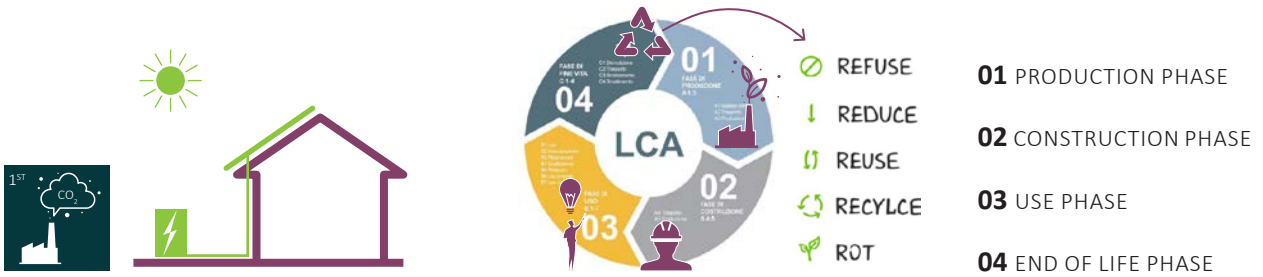 1ST
CO2
LCA
01
FASE DI
PRODUZIONE
A 1-3
02
FASE DI
COSTRUZIONE
03
FASE DI
USO
04
FASE DI
FINE VITA
REFUSE
REDUCE
REUSE
RECYLCE
ROT
01 PRODUCTION PHASE
02 CONSTRUCTION PHASE
03 USE PHASE
04 END OF LIFE PHASE